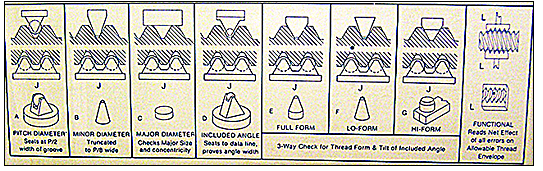 J
A
PITCH DIAMETER
Seats at P/2
width of groove
J
B
MINOR DIAMETER
Truncated
to P/8 wide
J
C
MAJOR DIAMETER
Checks Major Size
and concentricity
J
D
INCLUDED ANGLE
Seats to data line,
proves angle width
J
E
FULL FORM
J
F
LO-FORM
J
G
HI-FORM
3-Way Check for Thread Form & Tilt of Included Angle
L
L
L
FUNCTIONAL
Reads Net Effect
of all errors on
Allowable Thread
Envelope